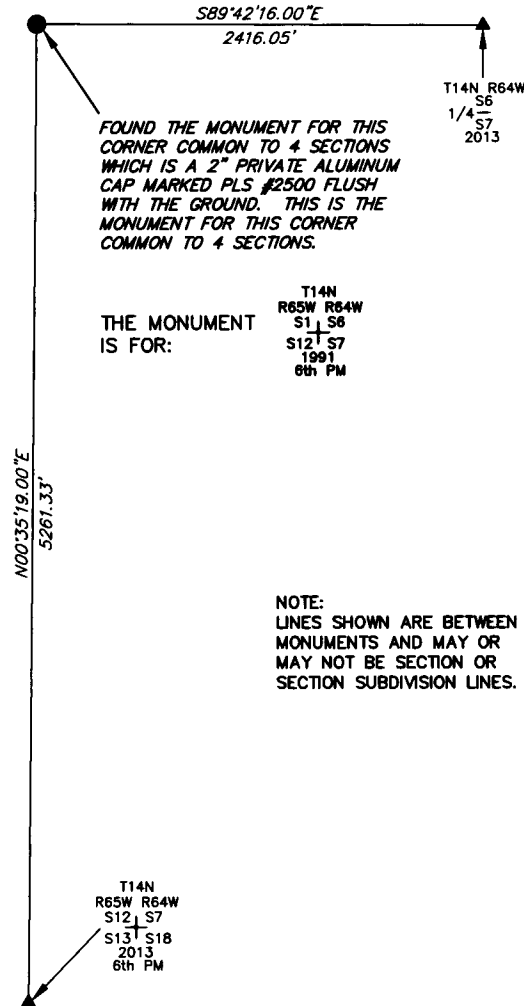 S89°42'16.00"E
2416.05'
T14N R64W
S6
1/4
S7
2013
FOUND THE MONUMENT FOR THIS
CORNER COMMON TO 4 SECTIONS
WHICH IS A 2" PRIVATE ALUMINUM
CAP MARKED PLS #2500 FLUSH
WITH THE GROUND. THIS IS THE
MONUMENT FOR THIS CORNER
COMMON TO 4 SECTIONS.
THE MONUMENT
IS FOR:
T14N
R65W R64W
S1 S6
S12 S7
1991
6th PM
N00°35'19.00"E
5261.33'
NOTE:
LINES SHOWN ARE BETWEEN
MONUMENTS AND MAY OR
MAY NOT BE SECTION OR
SECTION SUBDIVISION LINES.
T14N
R65W R64W
S12 S7
S13 S18
2013
6th PM